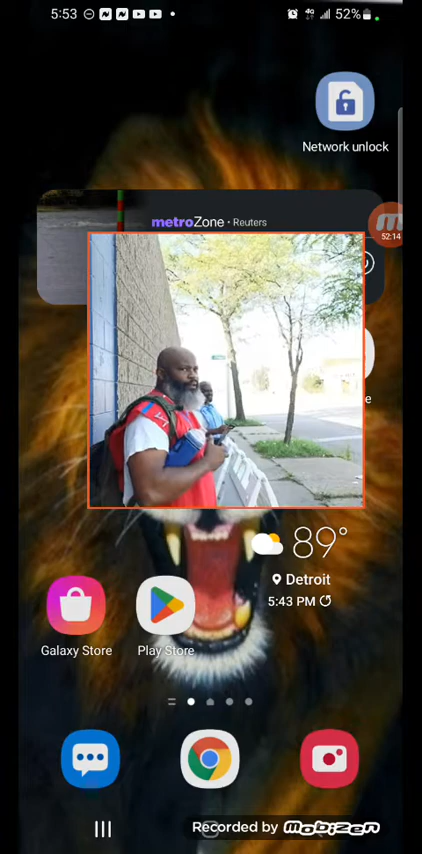 5:53
4G
52%
Network unlock
metroZone · Reuters
52:14
e
89°
Detroit
5:43 PM
Galaxy Store
Play Store
Recorded by MOBIZEN